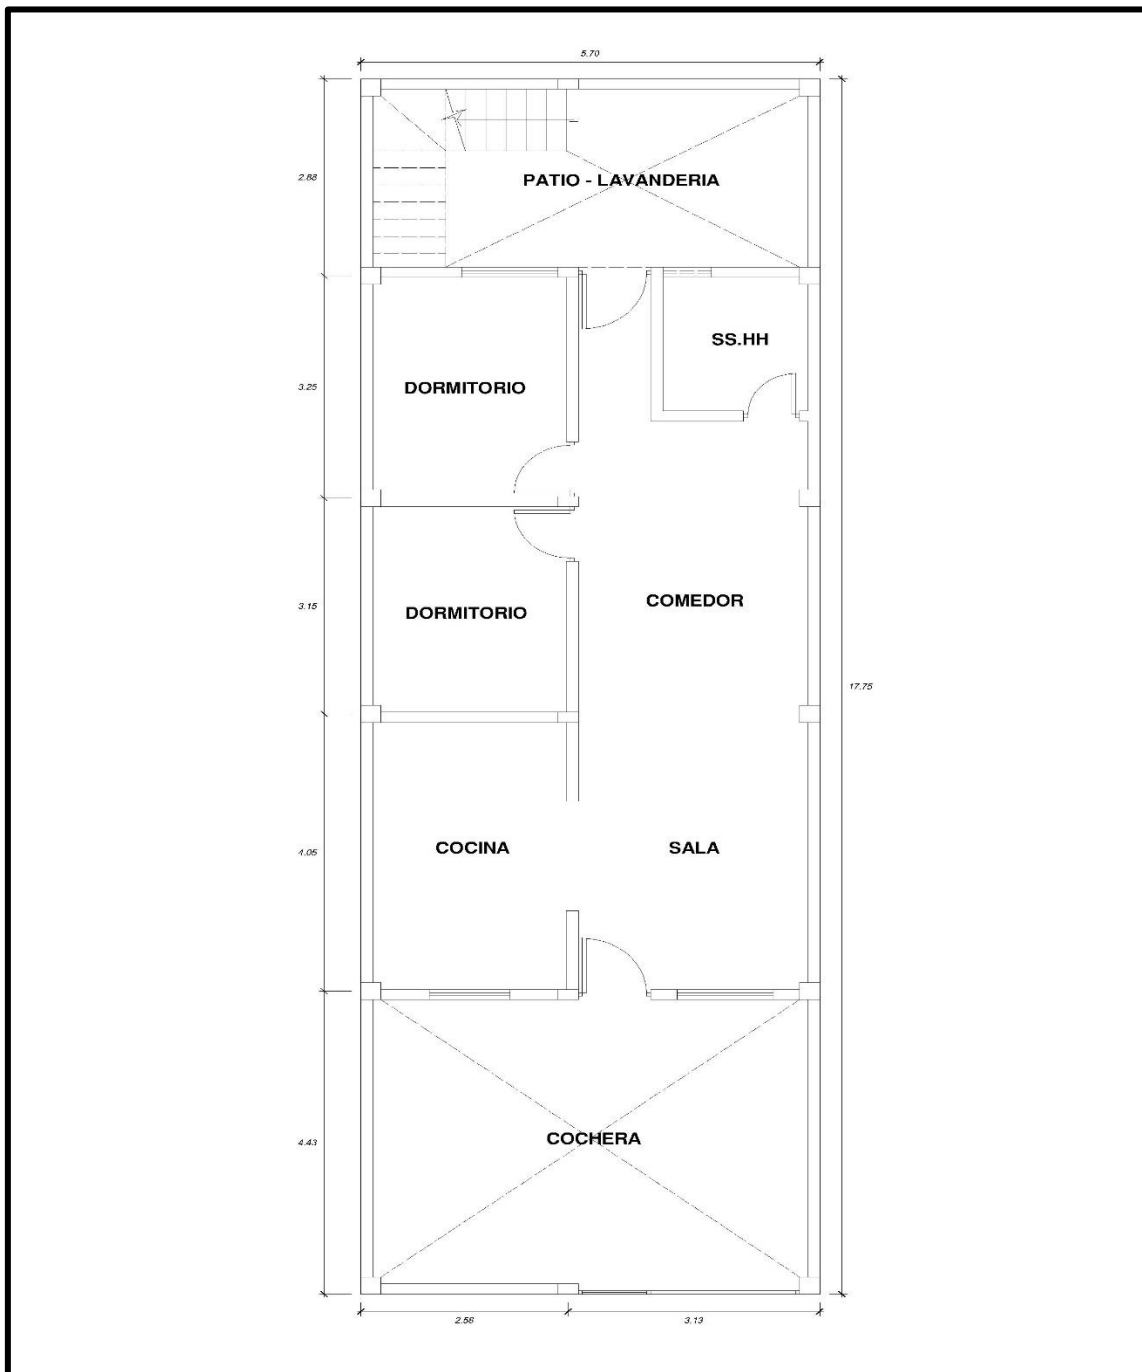 5.70
2.88
PATIO - LAVANDERIA
SS.HH
3.25
DORMITORIO
COMEDOR
3.15
DORMITORIO
17.75
4.05
COCINA
SALA
4.43
COCHERA
2.56
3.13